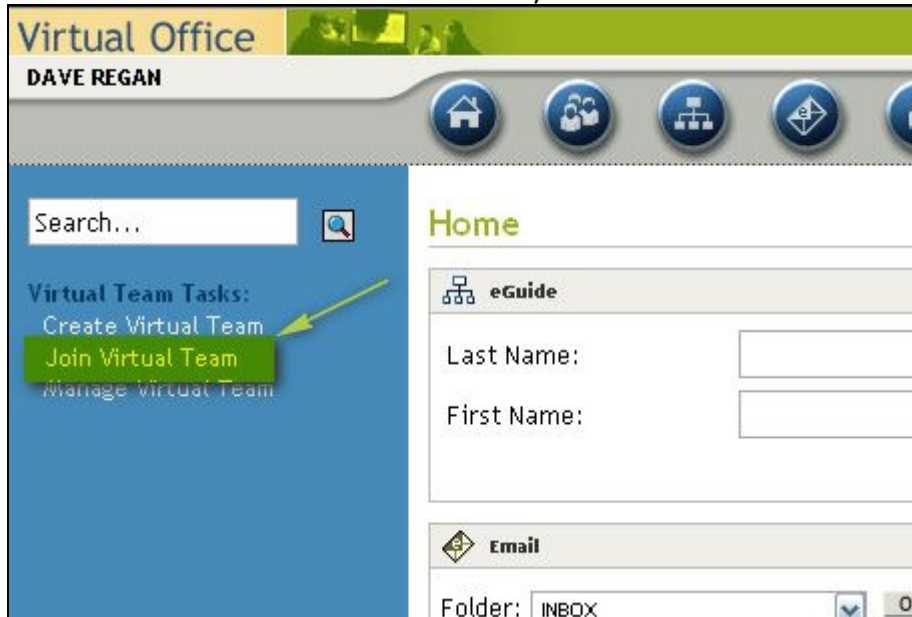 Virtual Office
DAVE REGAN
Search...
Virtual Team Tasks:
Create Virtual Team
Join Virtual Team
Manage Virtual Team
Home
eGuide
Last Name:
First Name:
Email
Folder: INBOX